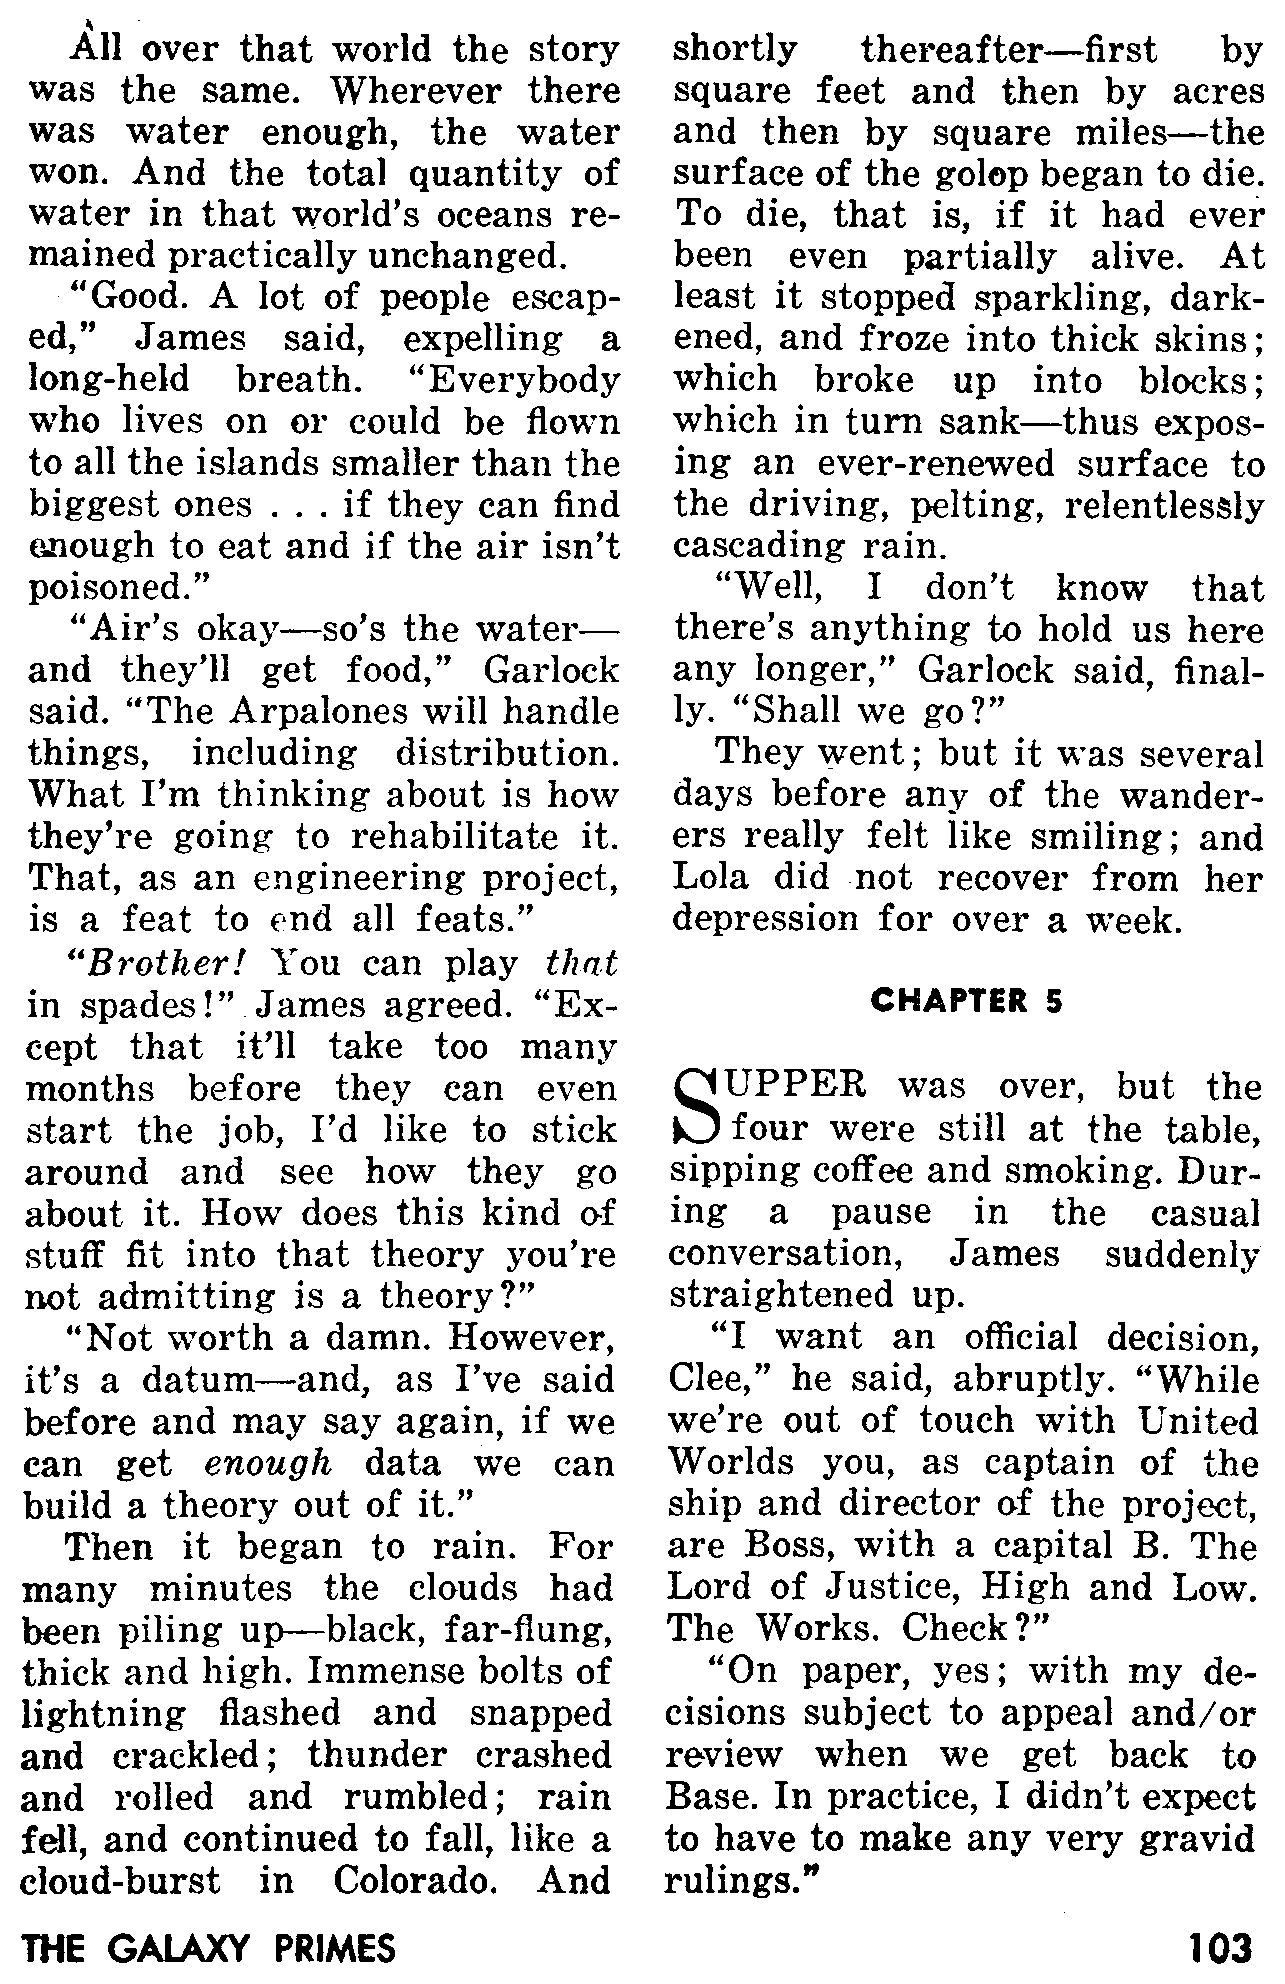 All over that world the story
was the same. Wherever there
was water enough, the water
won. And the total quantity of
water in that world's oceans re-
mained practically unchanged.
"Good. A lot of people escap-
ed," James said, expelling a
long-held breath. "Everybody
who lives on or could be flown
to all the islands smaller than the
biggest ones . . . if they can find
enough to eat and if the air isn't
poisoned."
"Air's okay—so's the water—
and they'll get food," Garlock
said. "The Arpalones will handle
things, including distribution.
What I'm thinking about is how
they're going to rehabilitate it.
That, as an engineering project,
is a feat to end all feats."
"Brother! You can play that
in spades!" James agreed. "Ex-
cept that it'll take too many
months before they can even
start the job, I'd like to stick
around and see how they go
about it. How does this kind of
stuff fit into that theory you're
not admitting is a theory?"
"Not worth a damn. However,
it's a datum—and, as I've said
before and may say again, if we
can get enough data we can
build a theory out of it."
Then it began to rain. For
many minutes the clouds had
been piling up—black, far-flung,
thick and high. Immense bolts of
lightning flashed and snapped
and crackled; thunder crashed
and rolled and rumbled; rain
fell, and continued to fall, like a
cloud-burst in Colorado. And
shortly thereafter—first by
square feet and then by acres
and then by square miles—the
surface of the golop began to die.
To die, that is, if it had ever
been even partially alive. At
least it stopped sparkling, dark-
ened, and froze into thick skins;
which broke up into blocks;
which in turn sank—thus expos-
ing an ever-renewed surface to
the driving, pelting, relentlessly
cascading rain.
"Well, I don't know that
there's anything to hold us here
any longer," Garlock said, final-
ly. "Shall we go?"
They went; but it was several
days before any of the wander-
ers really felt like smiling; and
Lola did not recover from her
depression for over a week.
CHAPTER 5
SUPPER was over, but the
four were still at the table,
sipping coffee and smoking. Dur-
ing a pause in the casual
conversation, James suddenly
straightened up.
"I want an official decision,
Clee," he said, abruptly. "While
we're out of touch with United
Worlds you, as captain of the
ship and director of the project,
are Boss, with a capital B. The
Lord of Justice, High and Low.
The Works. Check?"
"On paper, yes; with my de-
cisions subject to appeal and/or
review when we get back to
Base. In practice, I didn't expect
to have to make any very gravid
rulings."
THE GALAXY PRIMES 103